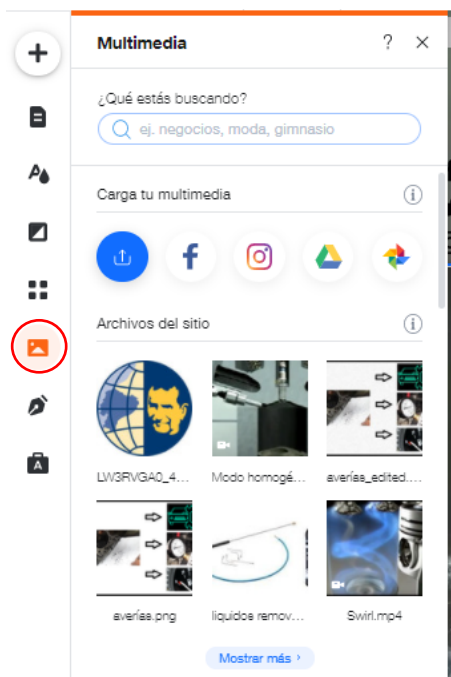 Multimedia ? ×
¿Qué estás buscando?
ej. negocios, moda, gimnasio
Carga tu multimedia
Archivos del sitio
LW3RVGA0_4... Modo homogé... averías_edited....
averías.png liquidos remov... Swirl.mp4
Mostrar más ›